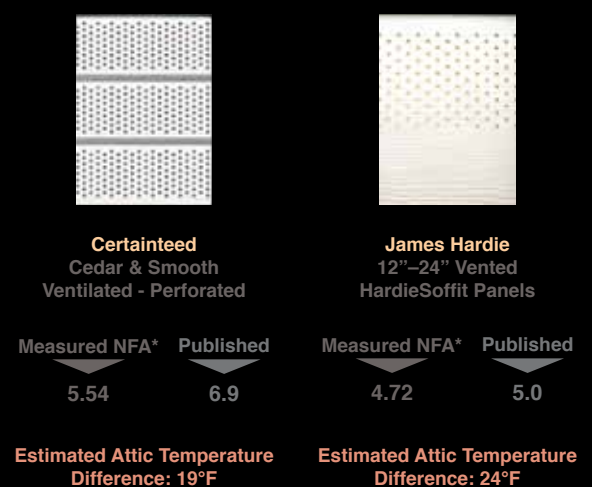 Certainteed
Cedar & Smooth
Ventilated - Perforated
Measured NFA* Published
5.54 6.9
Estimated Attic Temperature
Difference: 19°F
James Hardie
12”–24” Vented
HardieSoffit Panels
Measured NFA* Published
4.72 5.0
Estimated Attic Temperature
Difference: 24°F